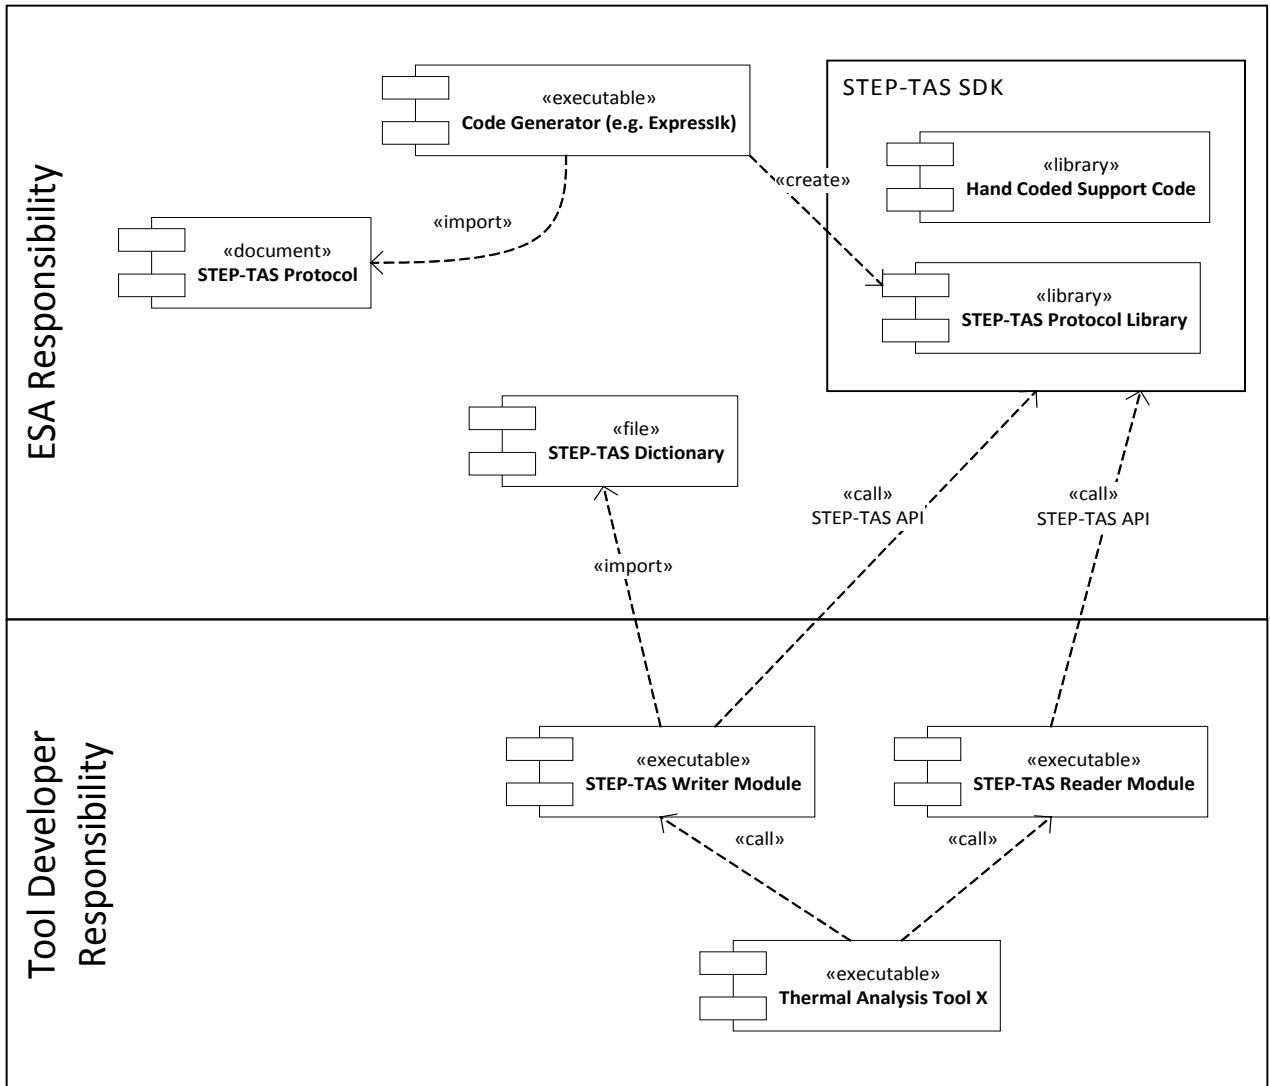 ESA Responsibility
«executable»
Code Generator (e.g. ExpressIk)
«import»
«create»
«document»
STEP-TAS Protocol
STEP-TAS SDK
«library»
Hand Coded Support Code
«library»
STEP-TAS Protocol Library
«file»
STEP-TAS Dictionary
«import»
«call»
STEP-TAS API
«call»
STEP-TAS API
Tool Developer
Responsibility
«executable»
STEP-TAS Writer Module
«executable»
STEP-TAS Reader Module
«call»
«call»
«executable»
Thermal Analysis Tool X